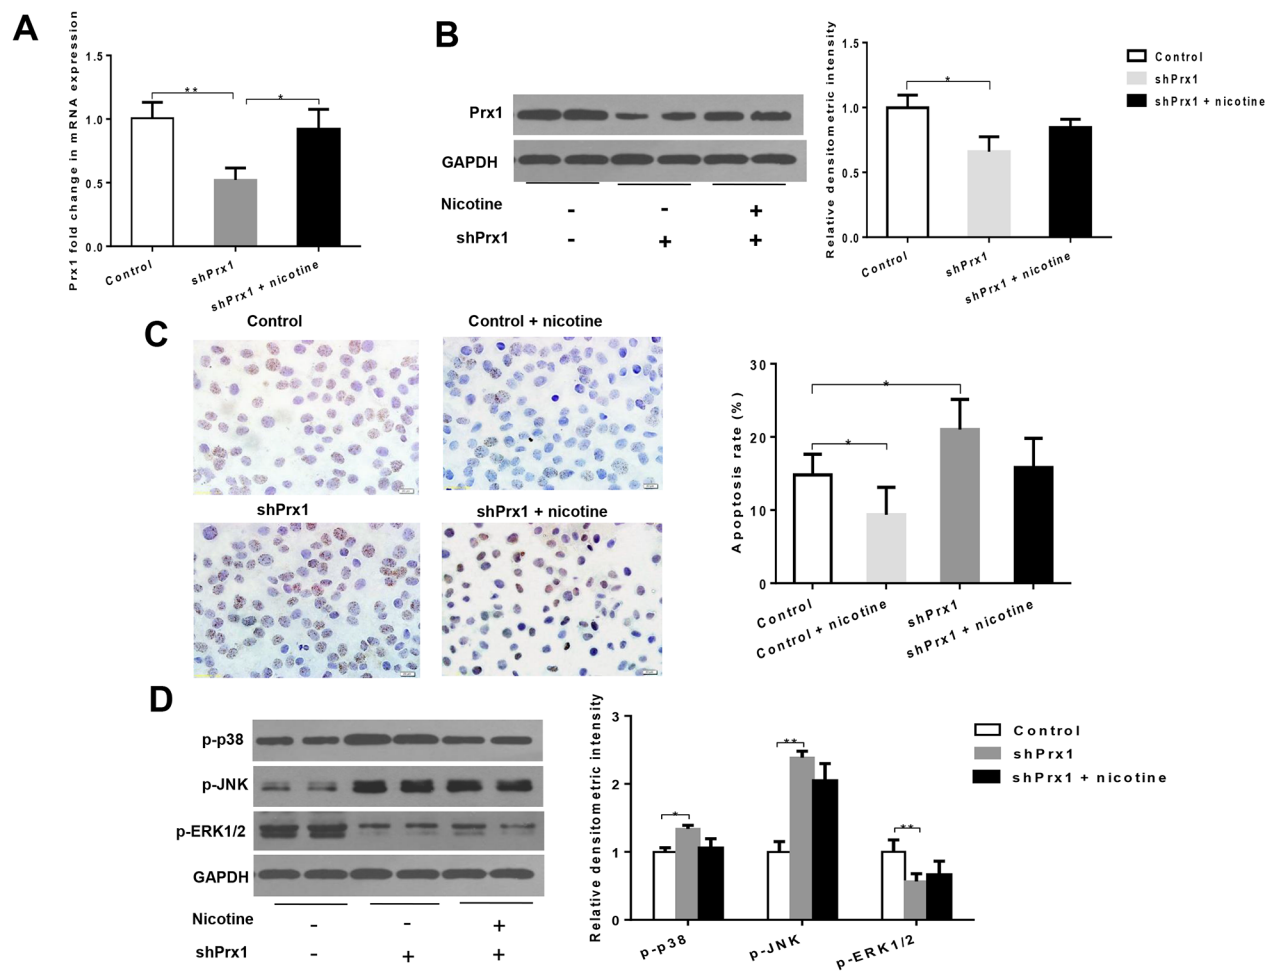 A
Prx1 fold change in mRNA expression
1.5
1.0
0.5
0.0
**
*
Control
shPrx1
shPrx1 + nicotine
B
Prx1
GAPDH
Nicotine - - +
shPrx1 - + +
Relative densitometric intensity
1.5
1.0
0.5
0.0
*
Control
shPrx1
shPrx1 + nicotine
Control
shPrx1
shPrx1 + nicotine
C
Control
Control + nicotine
shPrx1
shPrx1 + nicotine
Apoptosis rate (%)
30
20
10
0
*
*
Control
Control + nicotine
shPrx1
shPrx1 + nicotine
D
p-p38
p-JNK
p-ERK1/2
GAPDH
Nicotine - - +
shPrx1 - + +
Relative densitometric intensity
3
2
1
0
*
**
**
p-p38
p-JNK
p-ERK1/2
Control
shPrx1
shPrx1 + nicotine